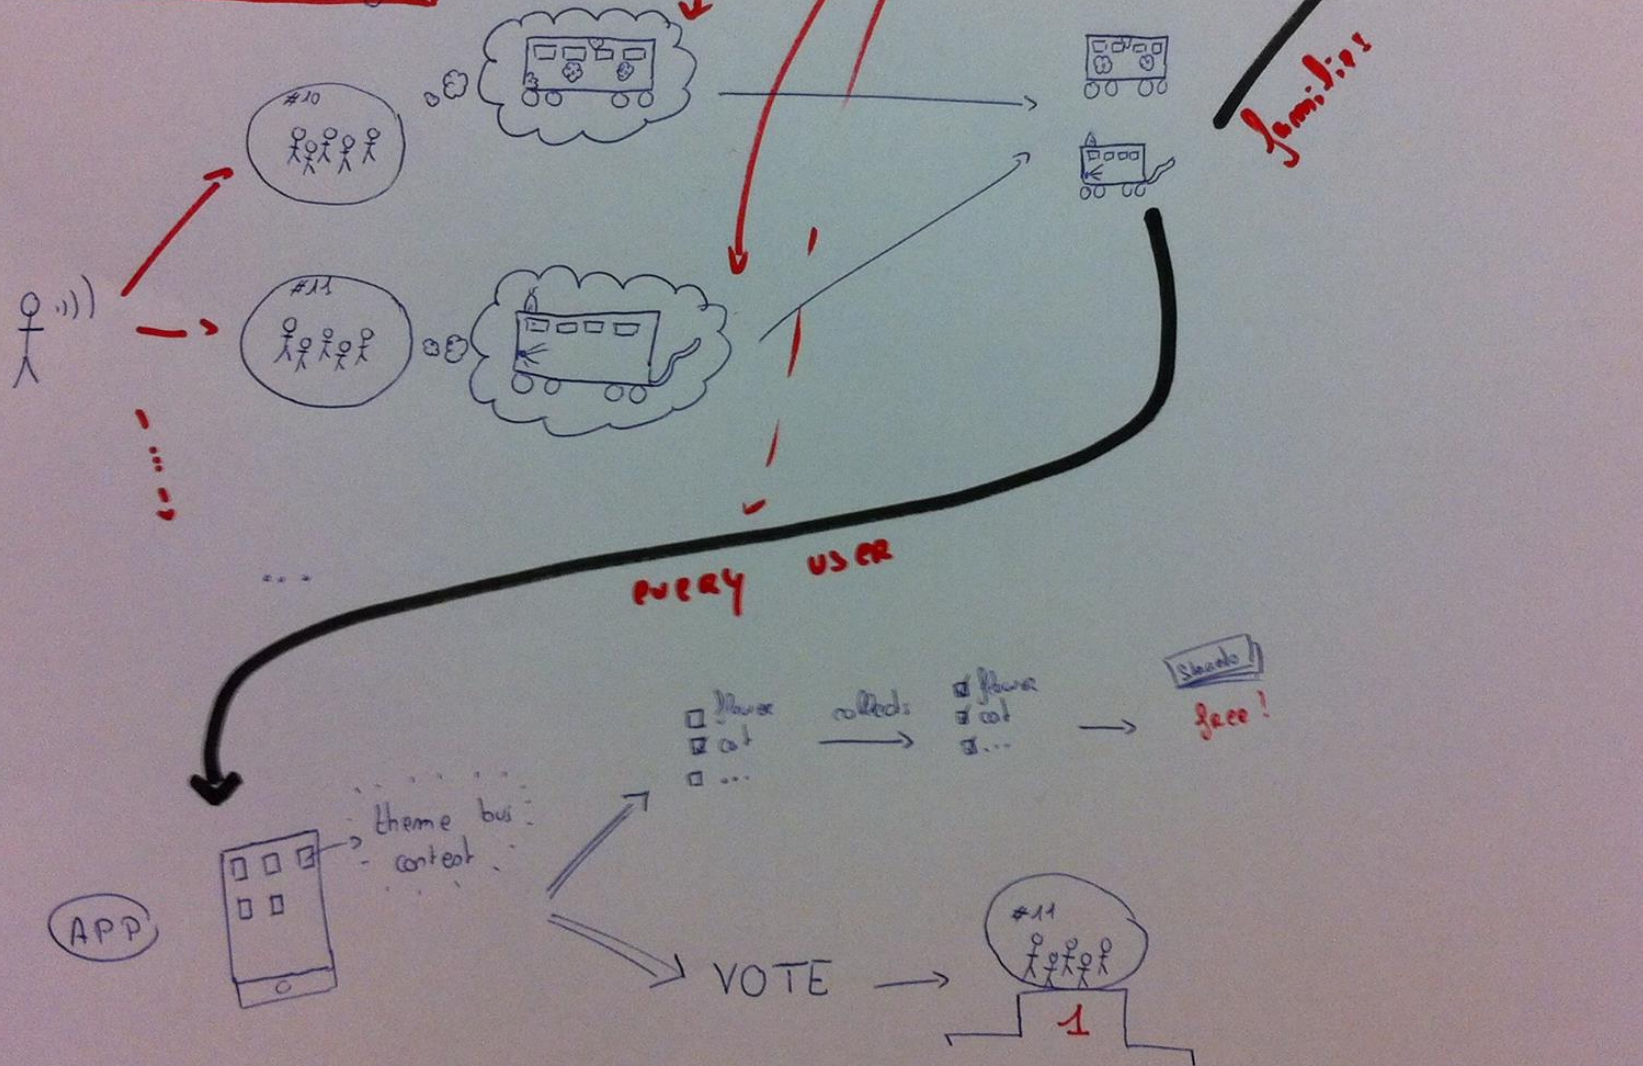 #10
families
#11
every user
flower
cat
...
collects
flower
cat
...
free!
theme bus
contest
APP
#11
VOTE
1